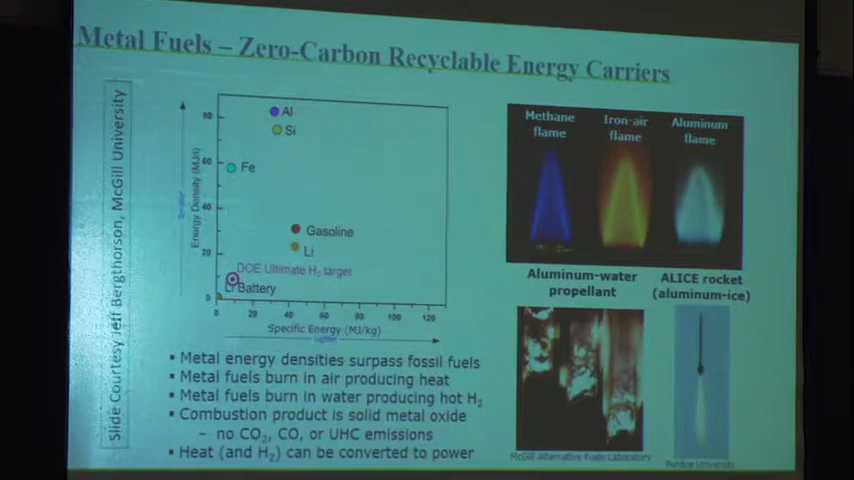 Metal Fuels – Zero-Carbon Recyclable Energy Carriers
Slide Courtesy Jeff Bergthorson, McGill University
Energy Density (MJ/l)
80
60
40
20
0
Al
Si
Fe
Gasoline
Li
DOE Ultimate H₂ target
Battery
0
20
40
60
80
100
120
Specific Energy (MJ/kg)
Lighter
▪ Metal energy densities surpass fossil fuels
▪ Metal fuels burn in air producing heat
▪ Metal fuels burn in water producing hot H₂
▪ Combustion product is solid metal oxide
– no CO₂, CO, or UHC emissions
▪ Heat (and H₂) can be converted to power
Methane
flame
Iron-air
flame
Aluminum
flame
Aluminum-water
propellant
ALICE rocket
(aluminum-ice)
McGill Alternative Fuels Laboratory
Purdue University